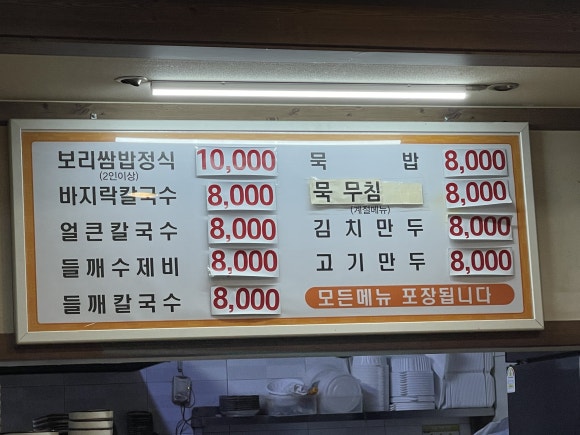 보리쌈밥정식 10,000
(2인이상)
바지락칼국수 8,000
얼큰칼국수 8,000
들깨수제비 8,000
들깨칼국수 8,000
묵 밥 8,000
묵 무침 8,000
(계절메뉴)
김치만두 8,000
고기만두 8,000
모든메뉴 포장됩니다